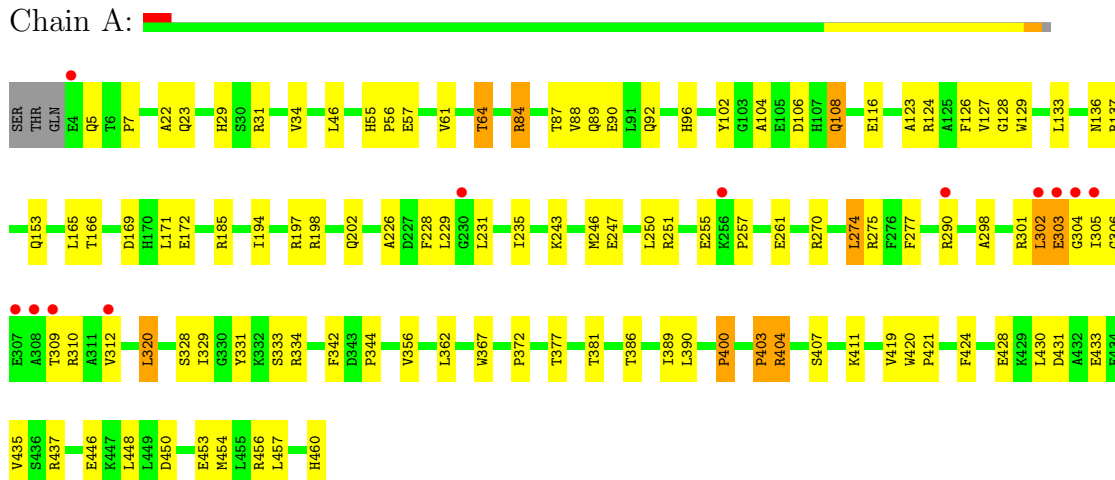 Chain A:
SER THR GLN E4 Q5 T6 P7 A22 Q23 H29 S30 R31 V34 L46 H55 P56 E57 V61 T64 R84 T87 V88 Q89 E90 L91 Q92 H96 Y102 G103 A104 E105 D106 H107 Q108 E116 A123 R124 A125 F126 V127 G128 W129 L133 N136
Q153 L165 T166 D169 H170 L171 E172 R185 I194 R197 R198 Q202 A226 D227 F228 L229 G230 L231 I235 K243 M246 E247 L250 R251 E255 K256 P257 E261 R270 L274 R275 F276 F277 R290 A298 R301 L302 E303 G304 I305
E307 A308 T309 R310 A311 V312 L320 S328 I329 G330 Y331 K332 S333 R334 F342 D343 P344 V356 L362 W367 P372 T377 T381 T386 I389 L390 P400 P403 R404 S407 K411 V419 W420 P421 F424 E428 K429 L430 D431 A432 E433
V435 S436 R437 E446 K447 L448 L449 D450 E453 M454 L455 R456 L457 H460